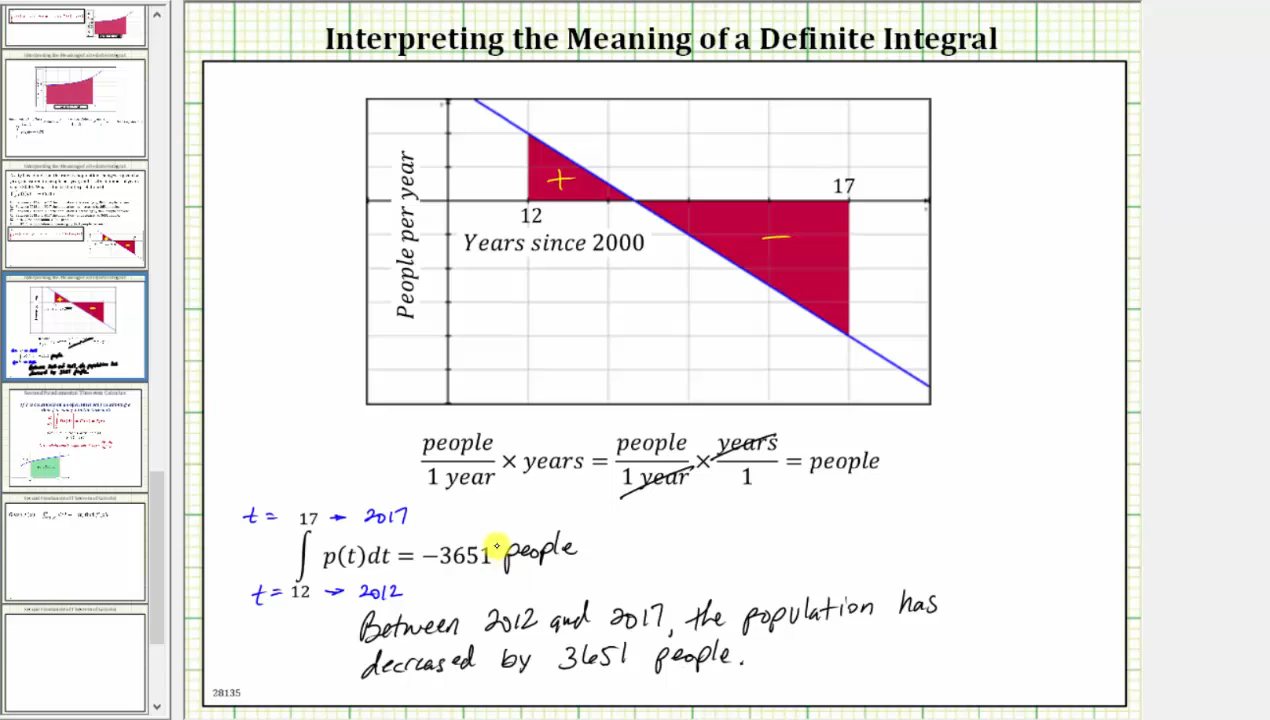 Interpreting the Meaning of a Definite Integral
People per year
17
12
Years since 2000
people/1 year × years = people/1 year × years/1 = people
t = 17 → 2017
∫ p(t)dt = −3651 people
t = 12 → 2012
Between 2012 and 2017, the population has
decreased by 3651 people.
28135